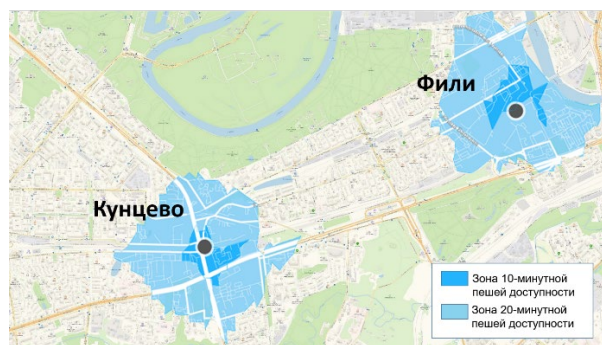 Фили
Кунцево
Зона 10-минутной
пешей доступности
Зона 20-минутной
пешей доступности